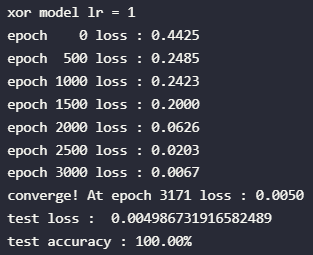 xor model lr = 1
epoch    0 loss : 0.4425
epoch  500 loss : 0.2485
epoch 1000 loss : 0.2423
epoch 1500 loss : 0.2000
epoch 2000 loss : 0.0626
epoch 2500 loss : 0.0203
epoch 3000 loss : 0.0067
converge! At epoch 3171 loss : 0.0050
test loss :  0.004986731916582489
test accuracy : 100.00%